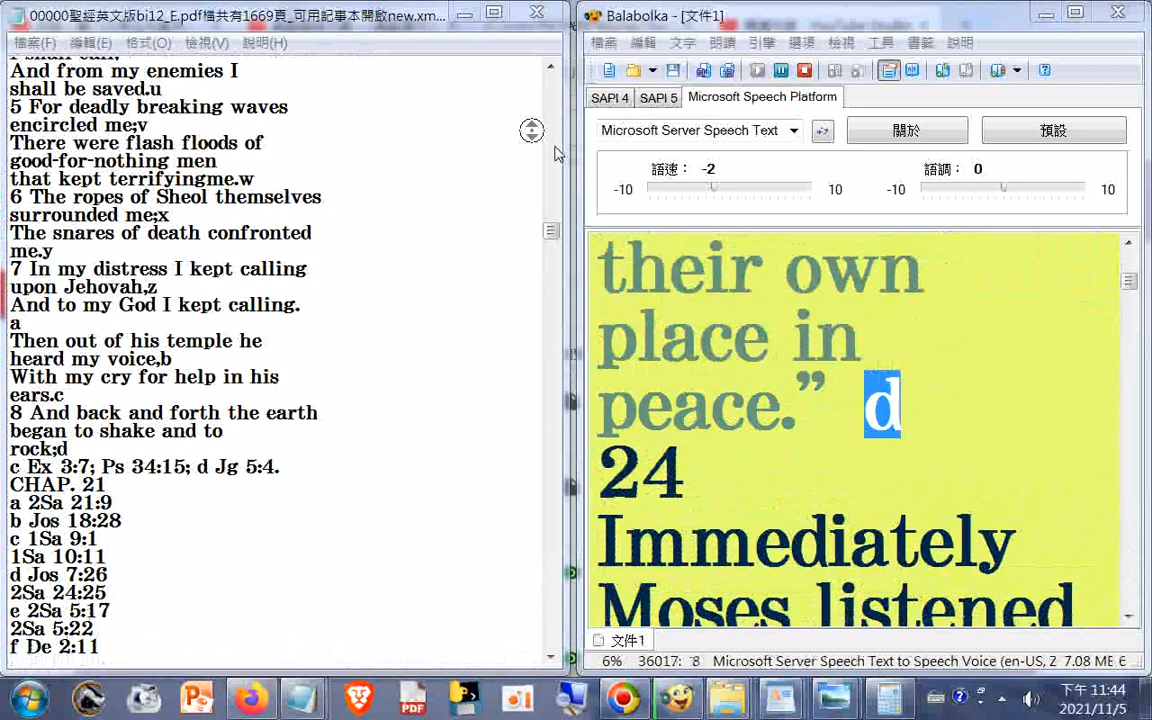 00000聖經英文版bi12_E.pdf檔共有1669頁_可用記事本開啟new.xm...
檔案(F) 編輯(E) 格式(O) 檢視(V) 說明(H)
And from my enemies I
shall be saved.u
5 For deadly breaking waves
encircled me;v
There were flash floods of
good-for-nothing men
that kept terrifyingme.w
6 The ropes of Sheol themselves
surrounded me;x
The snares of death confronted
me.y
7 In my distress I kept calling
upon Jehovah,z
And to my God I kept calling.
a
Then out of his temple he
heard my voice,b
With my cry for help in his
ears.c
8 And back and forth the earth
began to shake and to
rock;d
c Ex 3:7; Ps 34:15; d Jg 5:4.
CHAP. 21
a 2Sa 21:9
b Jos 18:28
c 1Sa 9:1
1Sa 10:11
d Jos 7:26
2Sa 24:25
e 2Sa 5:17
2Sa 5:22
f De 2:11
Balabolka - [文件1]
檔案 編輯 文字 朗讀 引擎 選項 檢視 工具 書籤 說明
SAPI 4 SAPI 5 Microsoft Speech Platform
Microsoft Server Speech Text 關於 預設
語速： -2 語調： 0
-10 10 -10 10
their own
place in
peace.” d
24
Immediately
Moses listened
文件1
6% 36017: 8 Microsoft Server Speech Text to Speech Voice (en-US, Z 7.08 MB 6
PDF
下午 11:44
2021/11/5